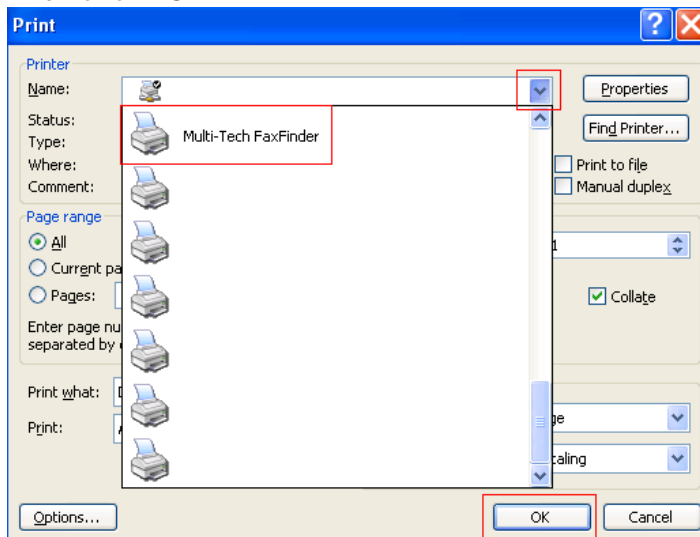 Print
Printer
Name:
Properties
Status:
Multi-Tech FaxFinder
Find Printer...
Type:
Where:
Print to file
Comment:
Manual duplex
Page range
All
1
Current pa
Pages:
Collate
Enter page nu
separated by
Print what:
Print:
ge
caling
Options...
OK
Cancel